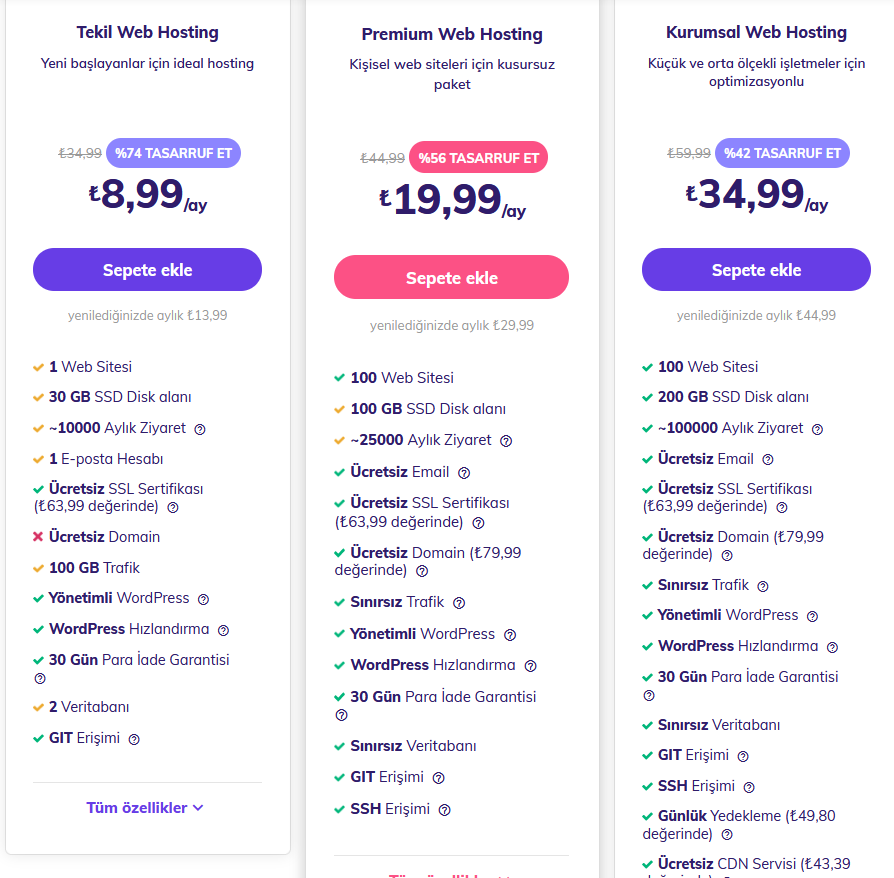 Tekil Web Hosting
Yeni başlayanlar için ideal hosting
₺34,99 %74 TASARRUF ET
₺8,99/ay
Sepete ekle
yenilediğinizde aylık ₺13,99
1 Web Sitesi
30 GB SSD Disk alanı
~10000 Aylık Ziyaret
1 E-posta Hesabı
Ücretsiz SSL Sertifikası
(₺63,99 değerinde)
Ücretsiz Domain
100 GB Trafik
Yönetimli WordPress
WordPress Hızlandırma
30 Gün Para İade Garantisi
2 Veritabanı
GIT Erişimi
Tüm özellikler
Premium Web Hosting
Kişisel web siteleri için kusursuz
paket
₺44,99 %56 TASARRUF ET
₺19,99/ay
Sepete ekle
yenilediğinizde aylık ₺29,99
100 Web Sitesi
100 GB SSD Disk alanı
~25000 Aylık Ziyaret
Ücretsiz Email
Ücretsiz SSL Sertifikası
(₺63,99 değerinde)
Ücretsiz Domain (₺79,99
değerinde)
Sınırsız Trafik
Yönetimli WordPress
WordPress Hızlandırma
30 Gün Para İade Garantisi
Sınırsız Veritabanı
GIT Erişimi
SSH Erişimi
Kurumsal Web Hosting
Küçük ve orta ölçekli işletmeler için
optimizasyonlu
₺59,99 %42 TASARRUF ET
₺34,99/ay
Sepete ekle
yenilediğinizde aylık ₺44,99
100 Web Sitesi
200 GB SSD Disk alanı
~100000 Aylık Ziyaret
Ücretsiz Email
Ücretsiz SSL Sertifikası
(₺63,99 değerinde)
Ücretsiz Domain (₺79,99
değerinde)
Sınırsız Trafik
Yönetimli WordPress
WordPress Hızlandırma
30 Gün Para İade Garantisi
Sınırsız Veritabanı
GIT Erişimi
SSH Erişimi
Günlük Yedekleme (₺49,80
değerinde)
Ücretsiz CDN Servisi (₺43,39